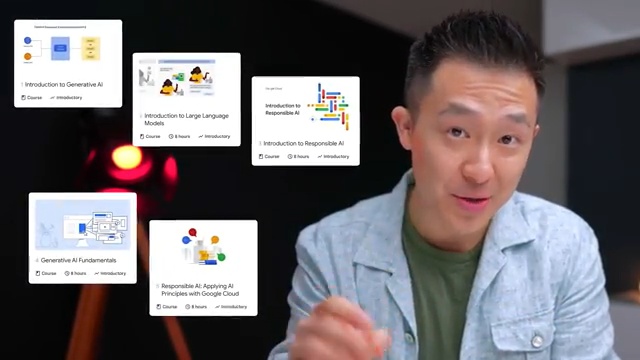 Introduction to Generative AI
Course Introductory
Introduction to Large Language
Models
Course 8 hours Introductory
Introduction to
Responsible AI
Introduction to Responsible AI
Course 8 hours Introductory
Generative AI Fundamentals
Course 8 hours Introductory
Responsible AI: Applying AI
Principles with Google Cloud
Course 8 hours Introductory